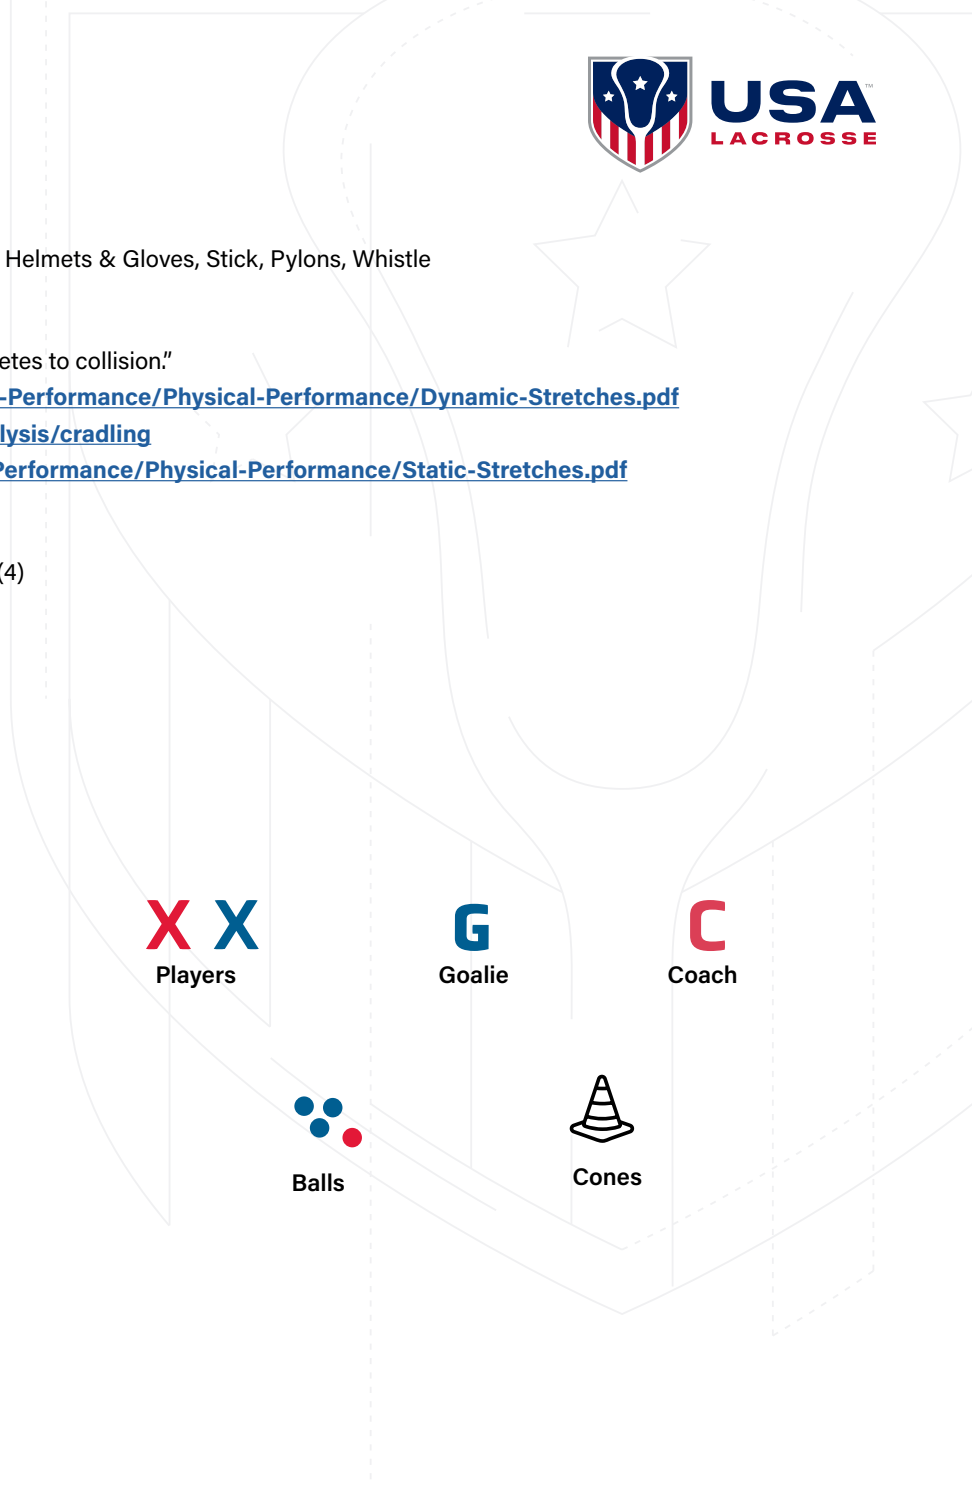 USA™
LACROSSE
Helmets & Gloves, Stick, Pylons, Whistle
etes to collision.”
-Performance/Physical-Performance/Dynamic-Stretches.pdf
lysis/cradling
Performance/Physical-Performance/Static-Stretches.pdf
(4)
X X
G
C
Players
Goalie
Coach
Balls
Cones